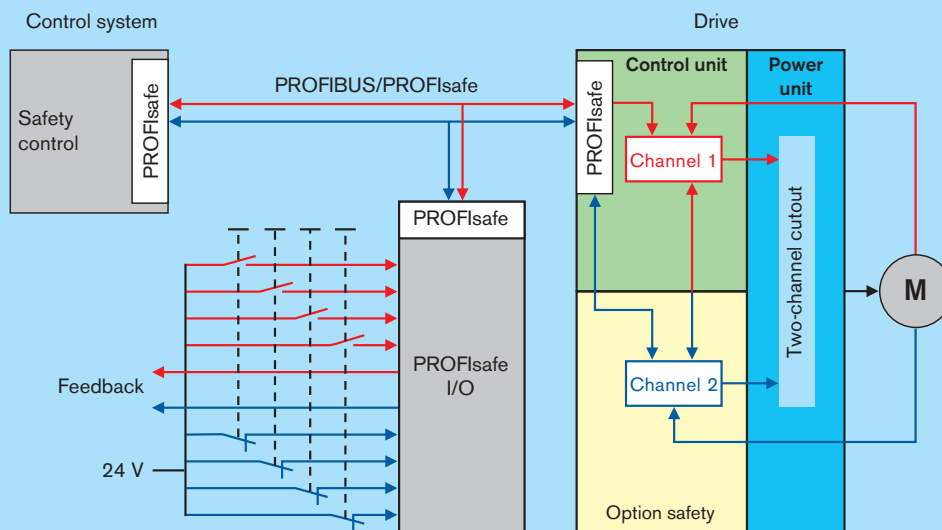 Control system
Drive
Safety
control
PROFIsafe
PROFIBUS/PROFIsafe
PROFIsafe
Control unit
Power
unit
Channel 1
Two-channel cutout
M
PROFIsafe
PROFIsafe
I/O
Feedback
24 V
Channel 2
Option safety